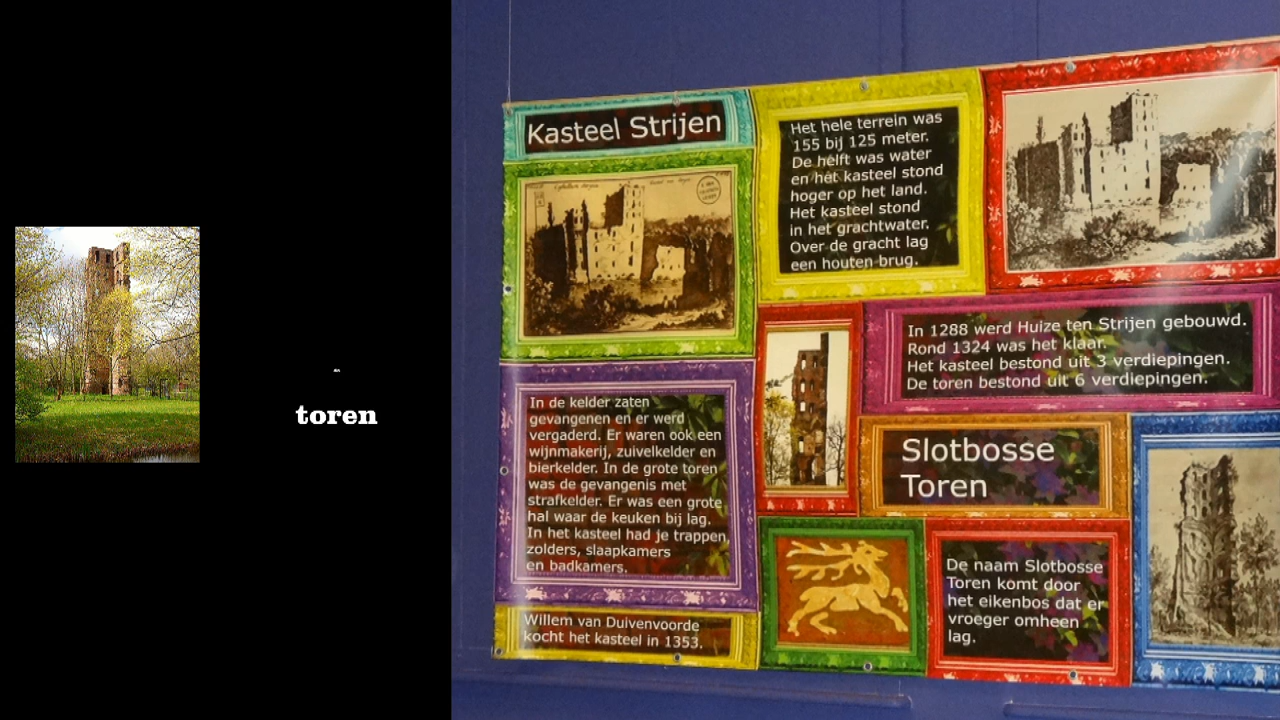 toren
Kasteel Strijen
Het hele terrein was
155 bij 125 meter.
De helft was water
en het kasteel stond
hoger op het land.
Het kasteel stond
in het grachtwater.
Over de gracht lag
een houten brug.
In 1288 werd Huize ten Strijen gebouwd.
Rond 1324 was het klaar.
Het kasteel bestond uit 3 verdiepingen.
De toren bestond uit 6 verdiepingen.
In de kelder zaten
gevangenen en er werd
vergaderd. Er waren ook een
wijnmakerij, zuivelkelder en
bierkelder. In de grote toren
was de gevangenis met
strafkelder. Er was een grote
hal waar de keuken bij lag.
In het kasteel had je trappen,
zolders, slaapkamers
en badkamers.
Slotbosse
Toren
De naam Slotbosse
Toren komt door
het eikenbos dat er
vroeger omheen
lag.
Willem van Duivenvoorde
kocht het kasteel in 1353.